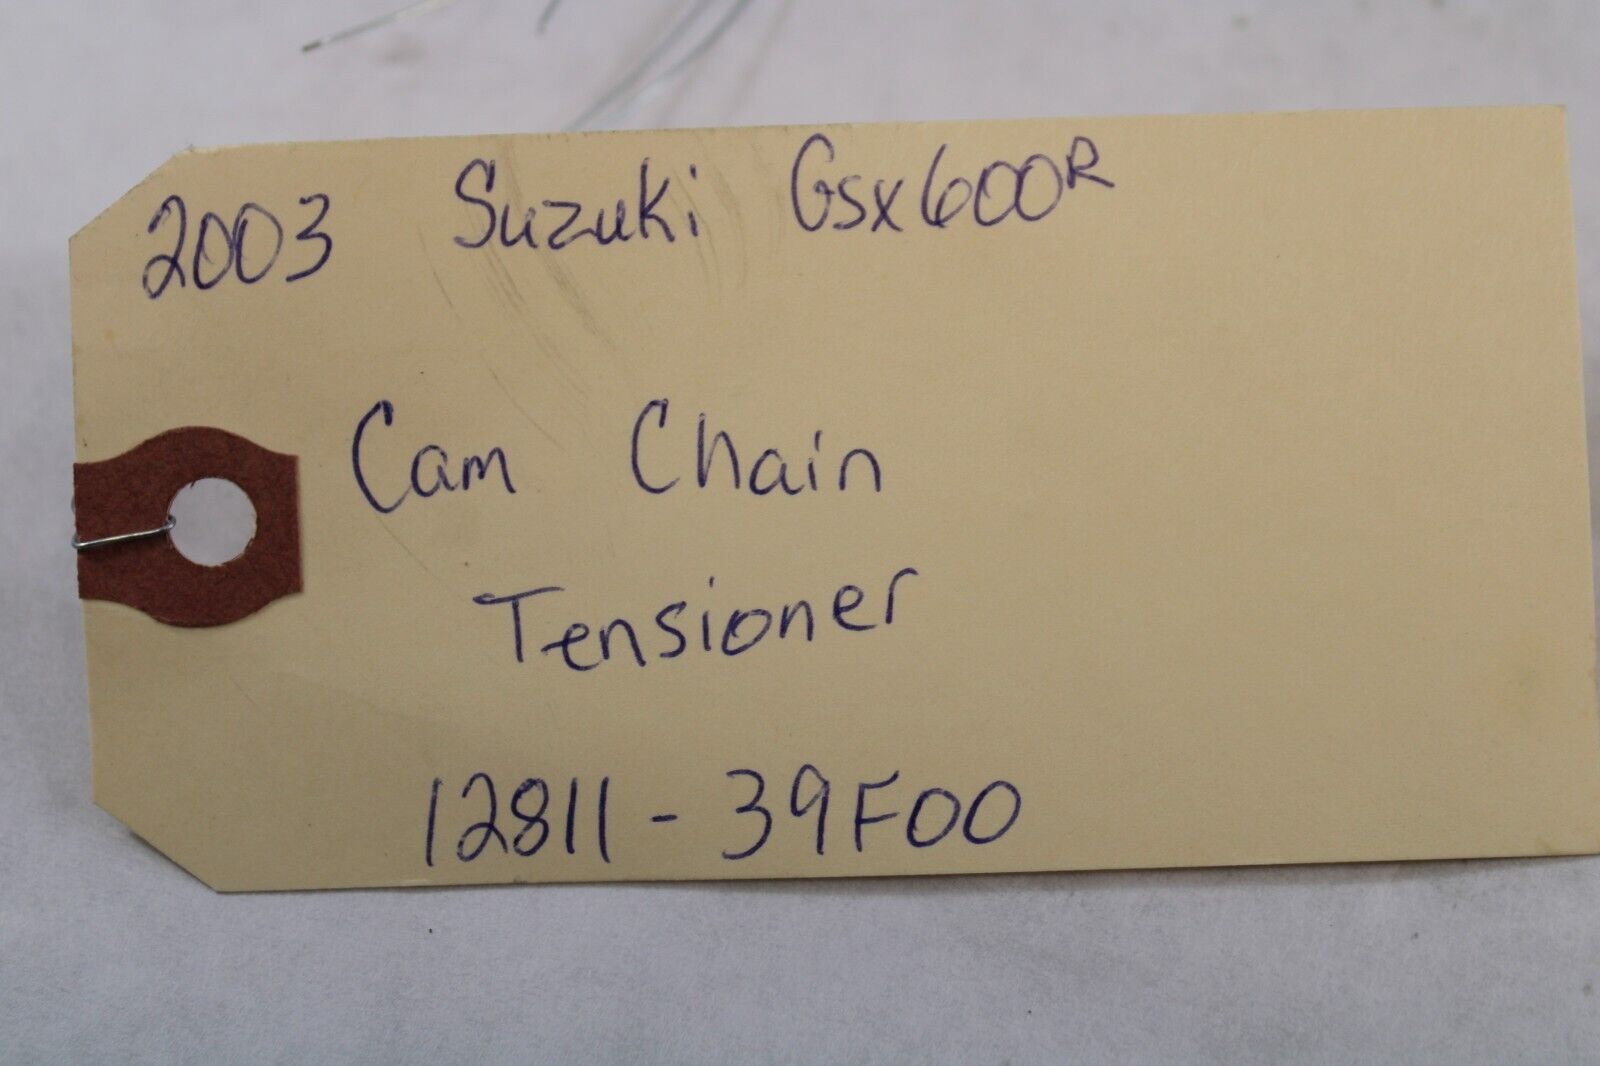 2003 Suzuki Gsx600R
Cam Chain
Tensioner
12811-39F00